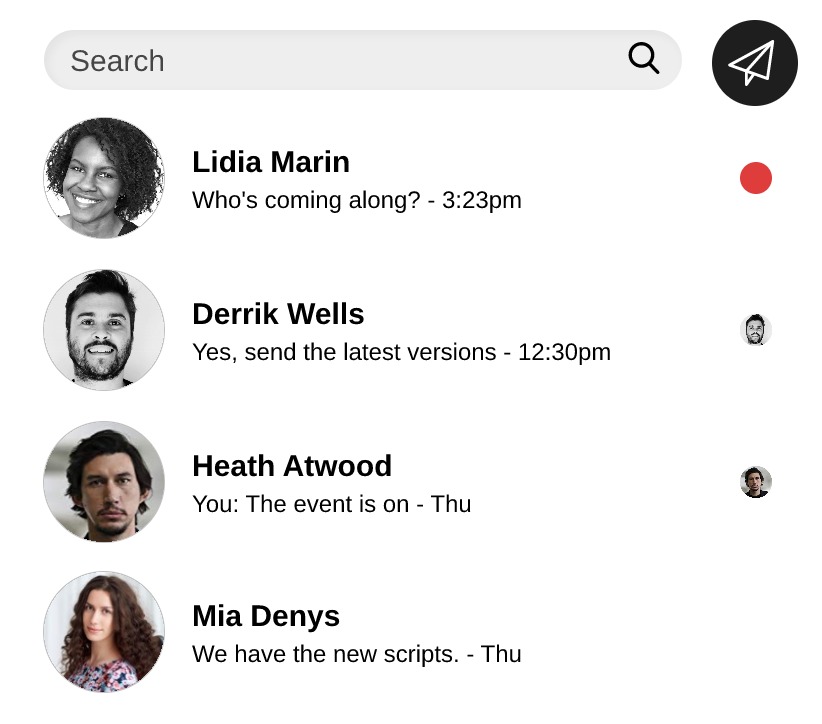 Search
Lidia Marin
Who's coming along? - 3:23pm
Derrik Wells
Yes, send the latest versions - 12:30pm
Heath Atwood
You: The event is on - Thu
Mia Denys
We have the new scripts. - Thu